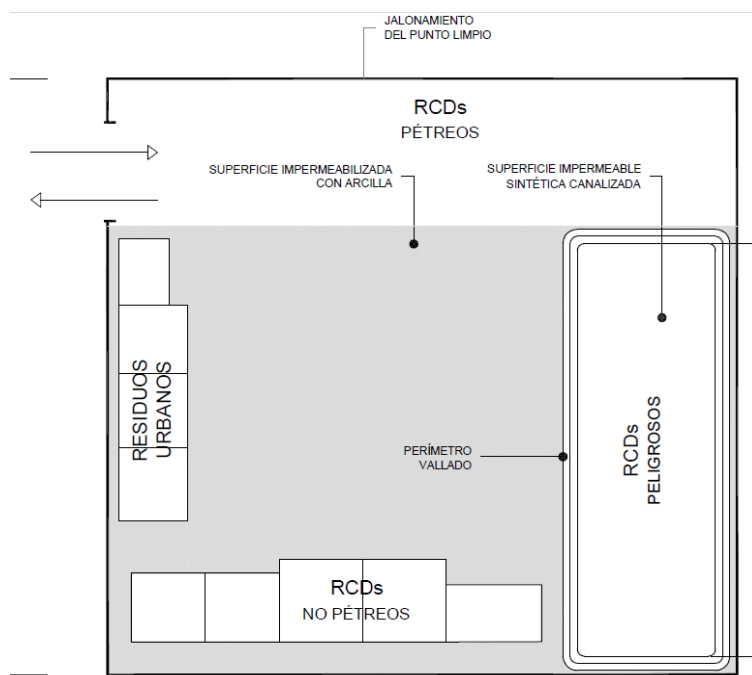 JALONAMIENTO
DEL PUNTO LIMPIO
RCDs
PÉTREOS
SUPERFICIE IMPERMEABILIZADA
CON ARCILLA
SUPERFICIE IMPERMEABLE
SINTÉTICA CANALIZADA
RESIDUOS
URBANOS
PERÍMETRO
VALLADO
RCDs
PELIGROSOS
RCDs
NO PÉTREOS